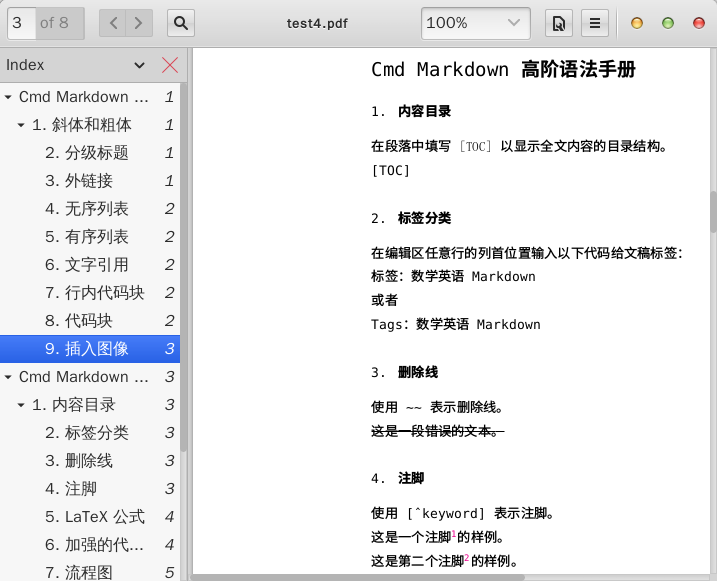 3 of 8
test4.pdf
100%
Index
Cmd Markdown ... 1
1. 斜体和粗体 1
2. 分级标题 1
3. 外链接 1
4. 无序列表 2
5. 有序列表 2
6. 文字引用 2
7. 行内代码块 2
8. 代码块 2
9. 插入图像 3
Cmd Markdown ... 3
1. 内容目录 3
2. 标签分类 3
3. 删除线 3
4. 注脚 3
5. LaTeX 公式 4
6. 加强的代... 4
7. 流程图 5
Cmd Markdown 高阶语法手册
1. 内容目录
在段落中填写 [TOC] 以显示全文内容的目录结构。
[TOC]
2. 标签分类
在编辑区任意行的列首位置输入以下代码给文稿标签：
标签：数学英语 Markdown
或者
Tags：数学英语 Markdown
3. 删除线
使用 ~~ 表示删除线。
这是一段错误的文本。
4. 注脚
使用 [^keyword] 表示注脚。
这是一个注脚1的样例。
这是第二个注脚2的样例。